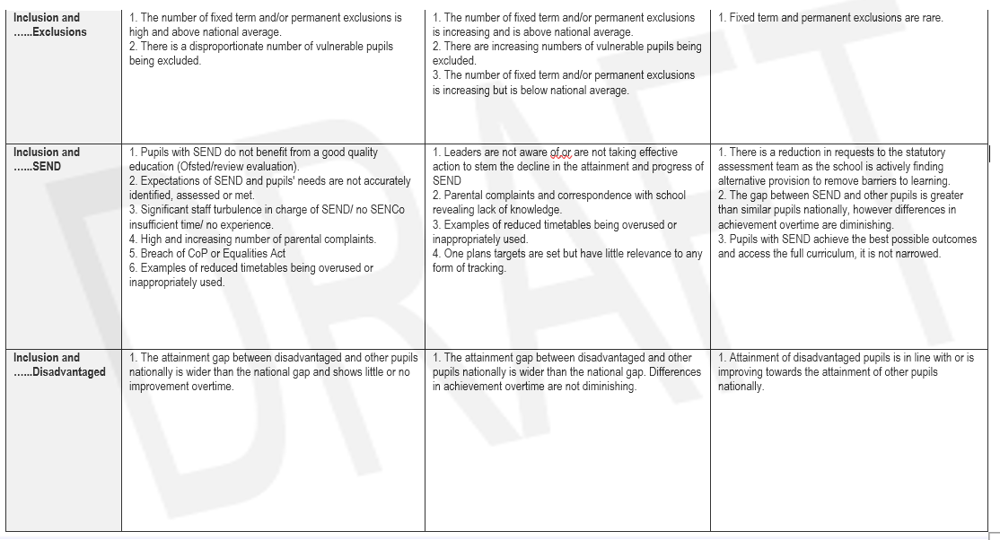 Inclusion and
......Exclusions
1. The number of fixed term and/or permanent exclusions is
high and above national average.
2. There is a disproportionate number of vulnerable pupils
being excluded.
1. The number of fixed term and/or permanent exclusions
is increasing and is above national average.
2. There are increasing numbers of vulnerable pupils being
excluded.
3. The number of fixed term and/or permanent exclusions
is increasing but is below national average.
1. Fixed term and permanent exclusions are rare.
Inclusion and
......SEND
1. Pupils with SEND do not benefit from a good quality
education (Ofsted/review evaluation).
2. Expectations of SEND and pupils' needs are not accurately
identified, assessed or met.
3. Significant staff turbulence in charge of SEND/ no SENCo
insufficient time/ no experience.
4. High and increasing number of parental complaints.
5. Breach of CoP or Equalities Act
6. Examples of reduced timetables being overused or
inappropriately used.
1. Leaders are not aware of,or are not taking effective
action to stem the decline in the attainment and progress of
SEND
2. Parental complaints and correspondence with school
revealing lack of knowledge.
3. Examples of reduced timetables being overused or
inappropriately used.
4. One plans targets are set but have little relevance to any
form of tracking.
1. There is a reduction in requests to the statutory
assessment team as the school is actively finding
alternative provision to remove barriers to learning.
2. The gap between SEND and other pupils is greater
than similar pupils nationally, however differences in
achievement overtime are diminishing.
3. Pupils with SEND achieve the best possible outcomes
and access the full curriculum, it is not narrowed.
Inclusion and
......Disadvantaged
1. The attainment gap between disadvantaged and other pupils
nationally is wider than the national gap and shows little or no
improvement overtime.
1. The attainment gap between disadvantaged and other
pupils nationally is wider than the national gap. Differences
in achievement overtime are not diminishing.
1. Attainment of disadvantaged pupils is in line with or is
improving towards the attainment of other pupils
nationally.
DRAFT